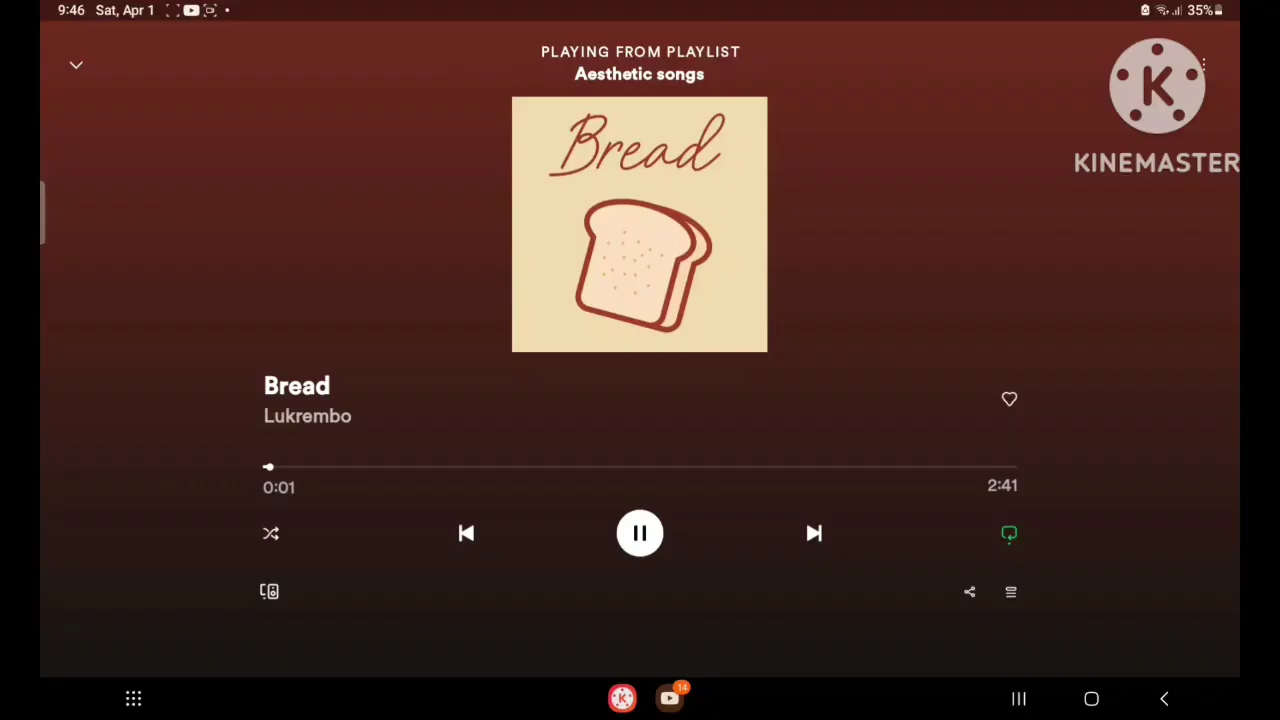 9:46 Sat, Apr 1
35%
PLAYING FROM PLAYLIST
Aesthetic songs
K
KINEMASTER
Bread
Bread
Lukrembo
0:01
2:41
K
14